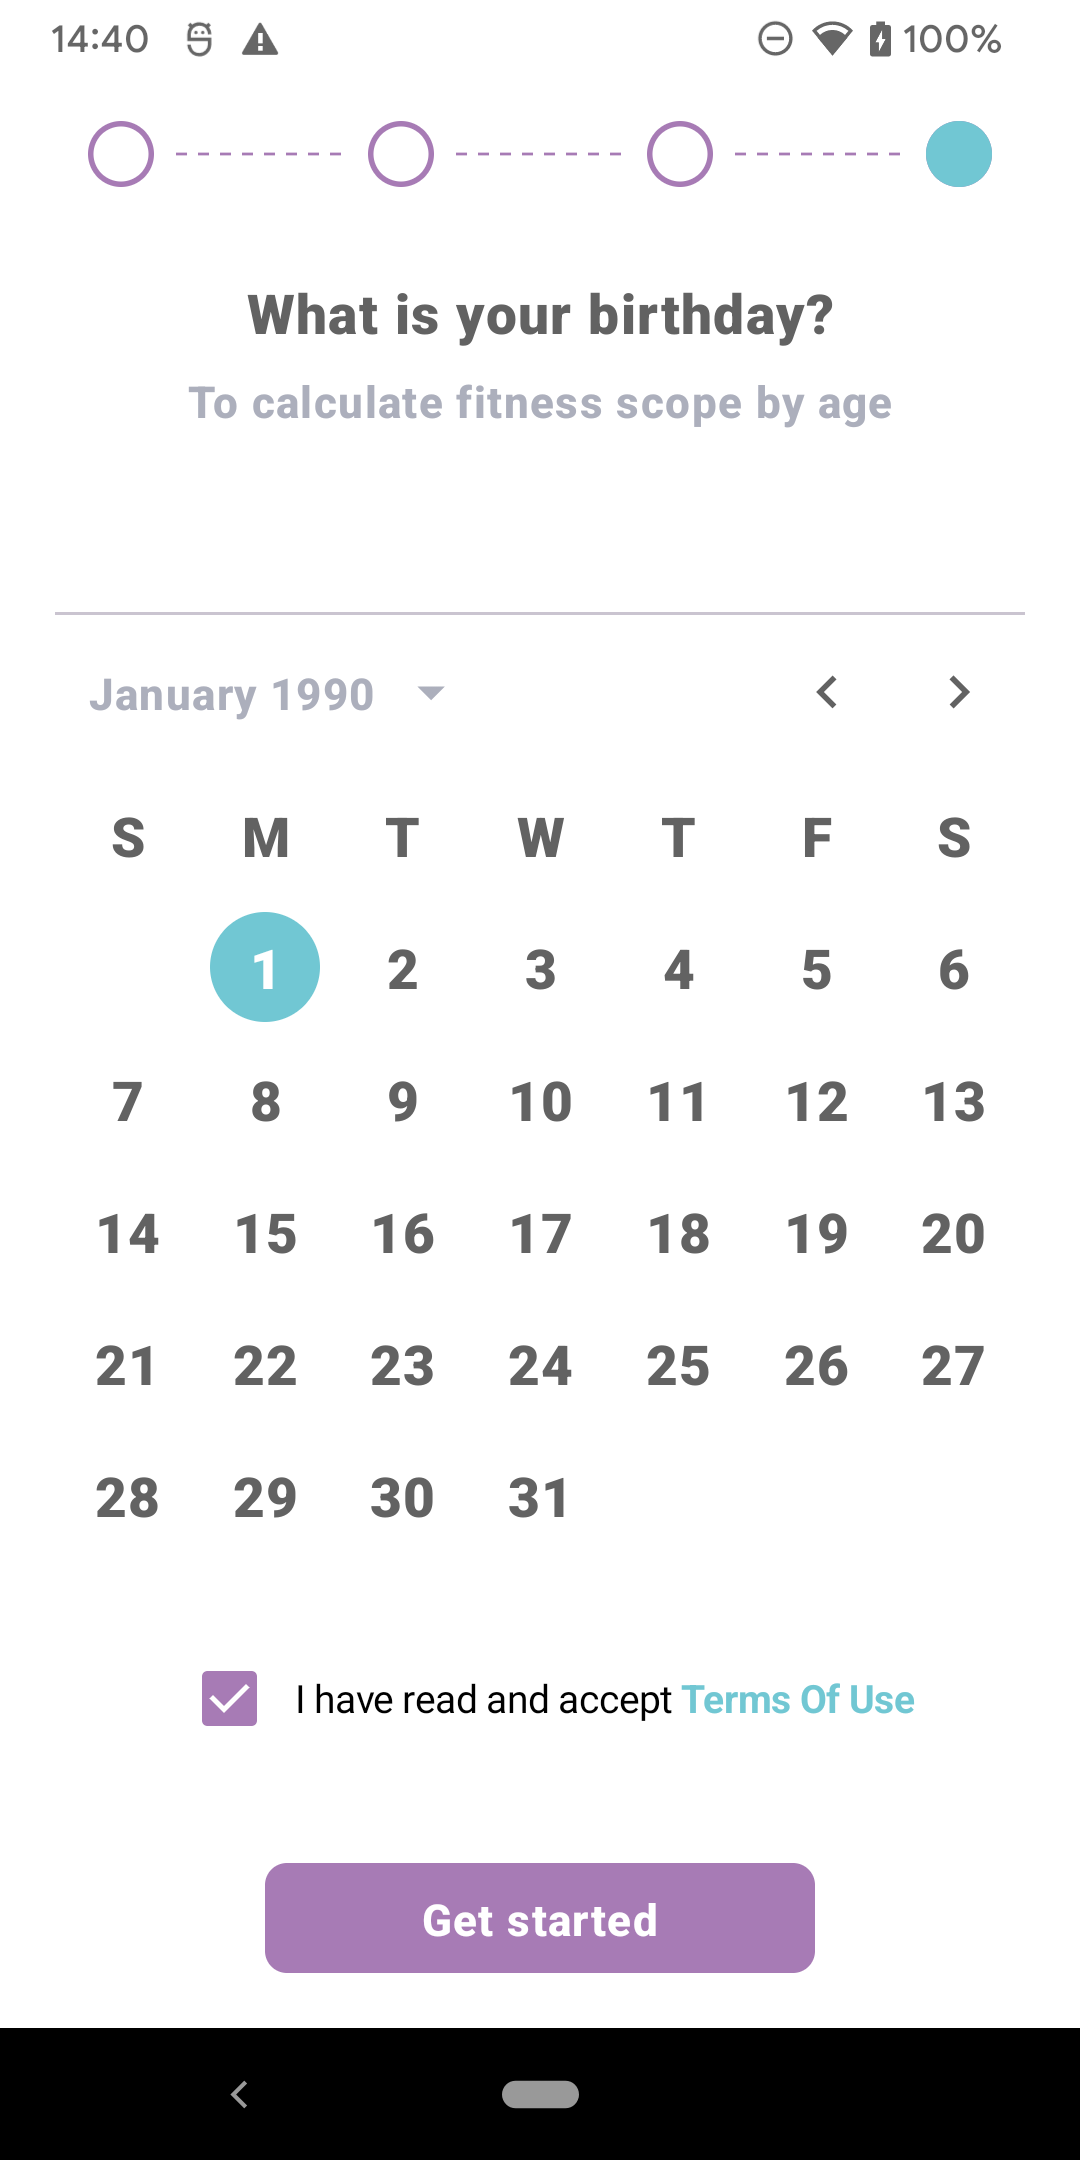 14:40 100%
What is your birthday?
To calculate fitness scope by age
January 1990
S M T W T F S
1 2 3 4 5 6
7 8 9 10 11 12 13
14 15 16 17 18 19 20
21 22 23 24 25 26 27
28 29 30 31
I have read and accept Terms Of Use
Get started